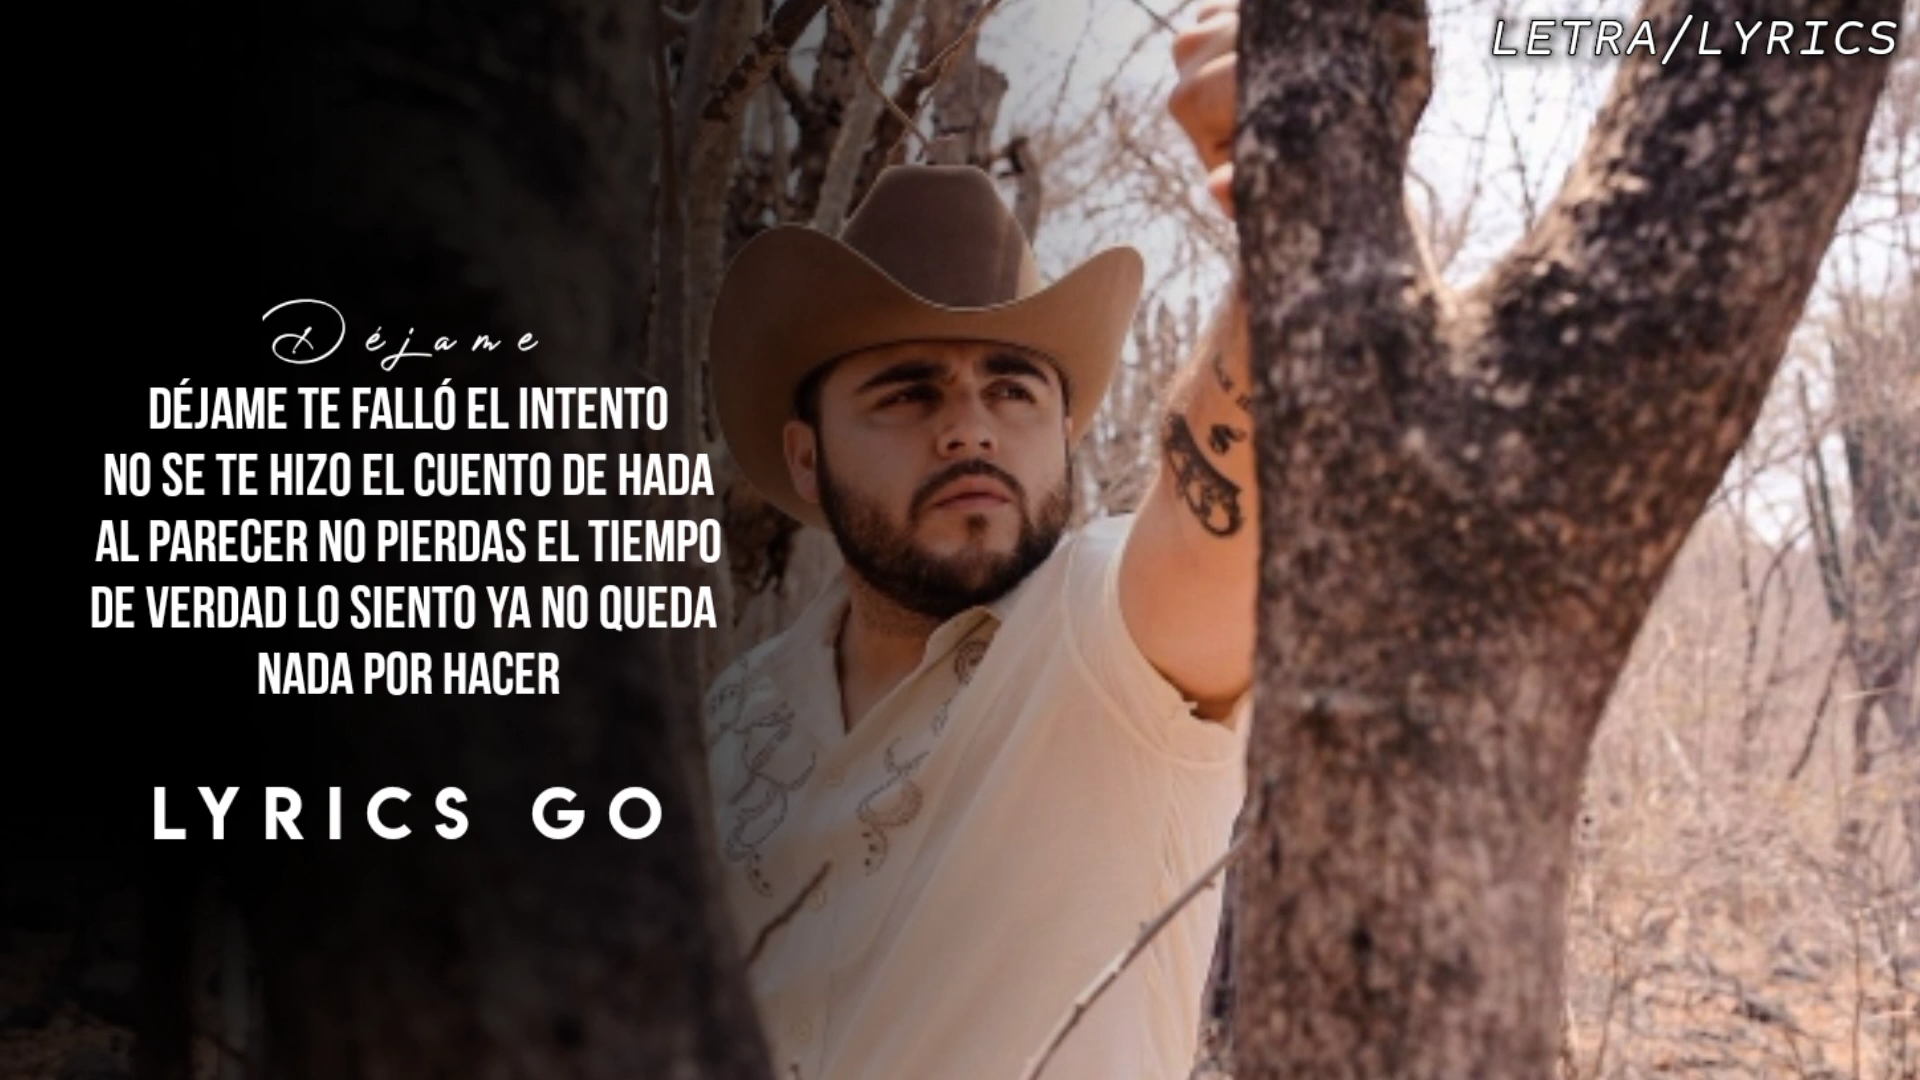 LETRA/LYRICS
Déjame
DÉJAME TE FALLÓ EL INTENTO
NO SE TE HIZO EL CUENTO DE HADA
AL PARECER NO PIERDAS EL TIEMPO
DE VERDAD LO SIENTO YA NO QUEDA
NADA POR HACER
LYRICS GO